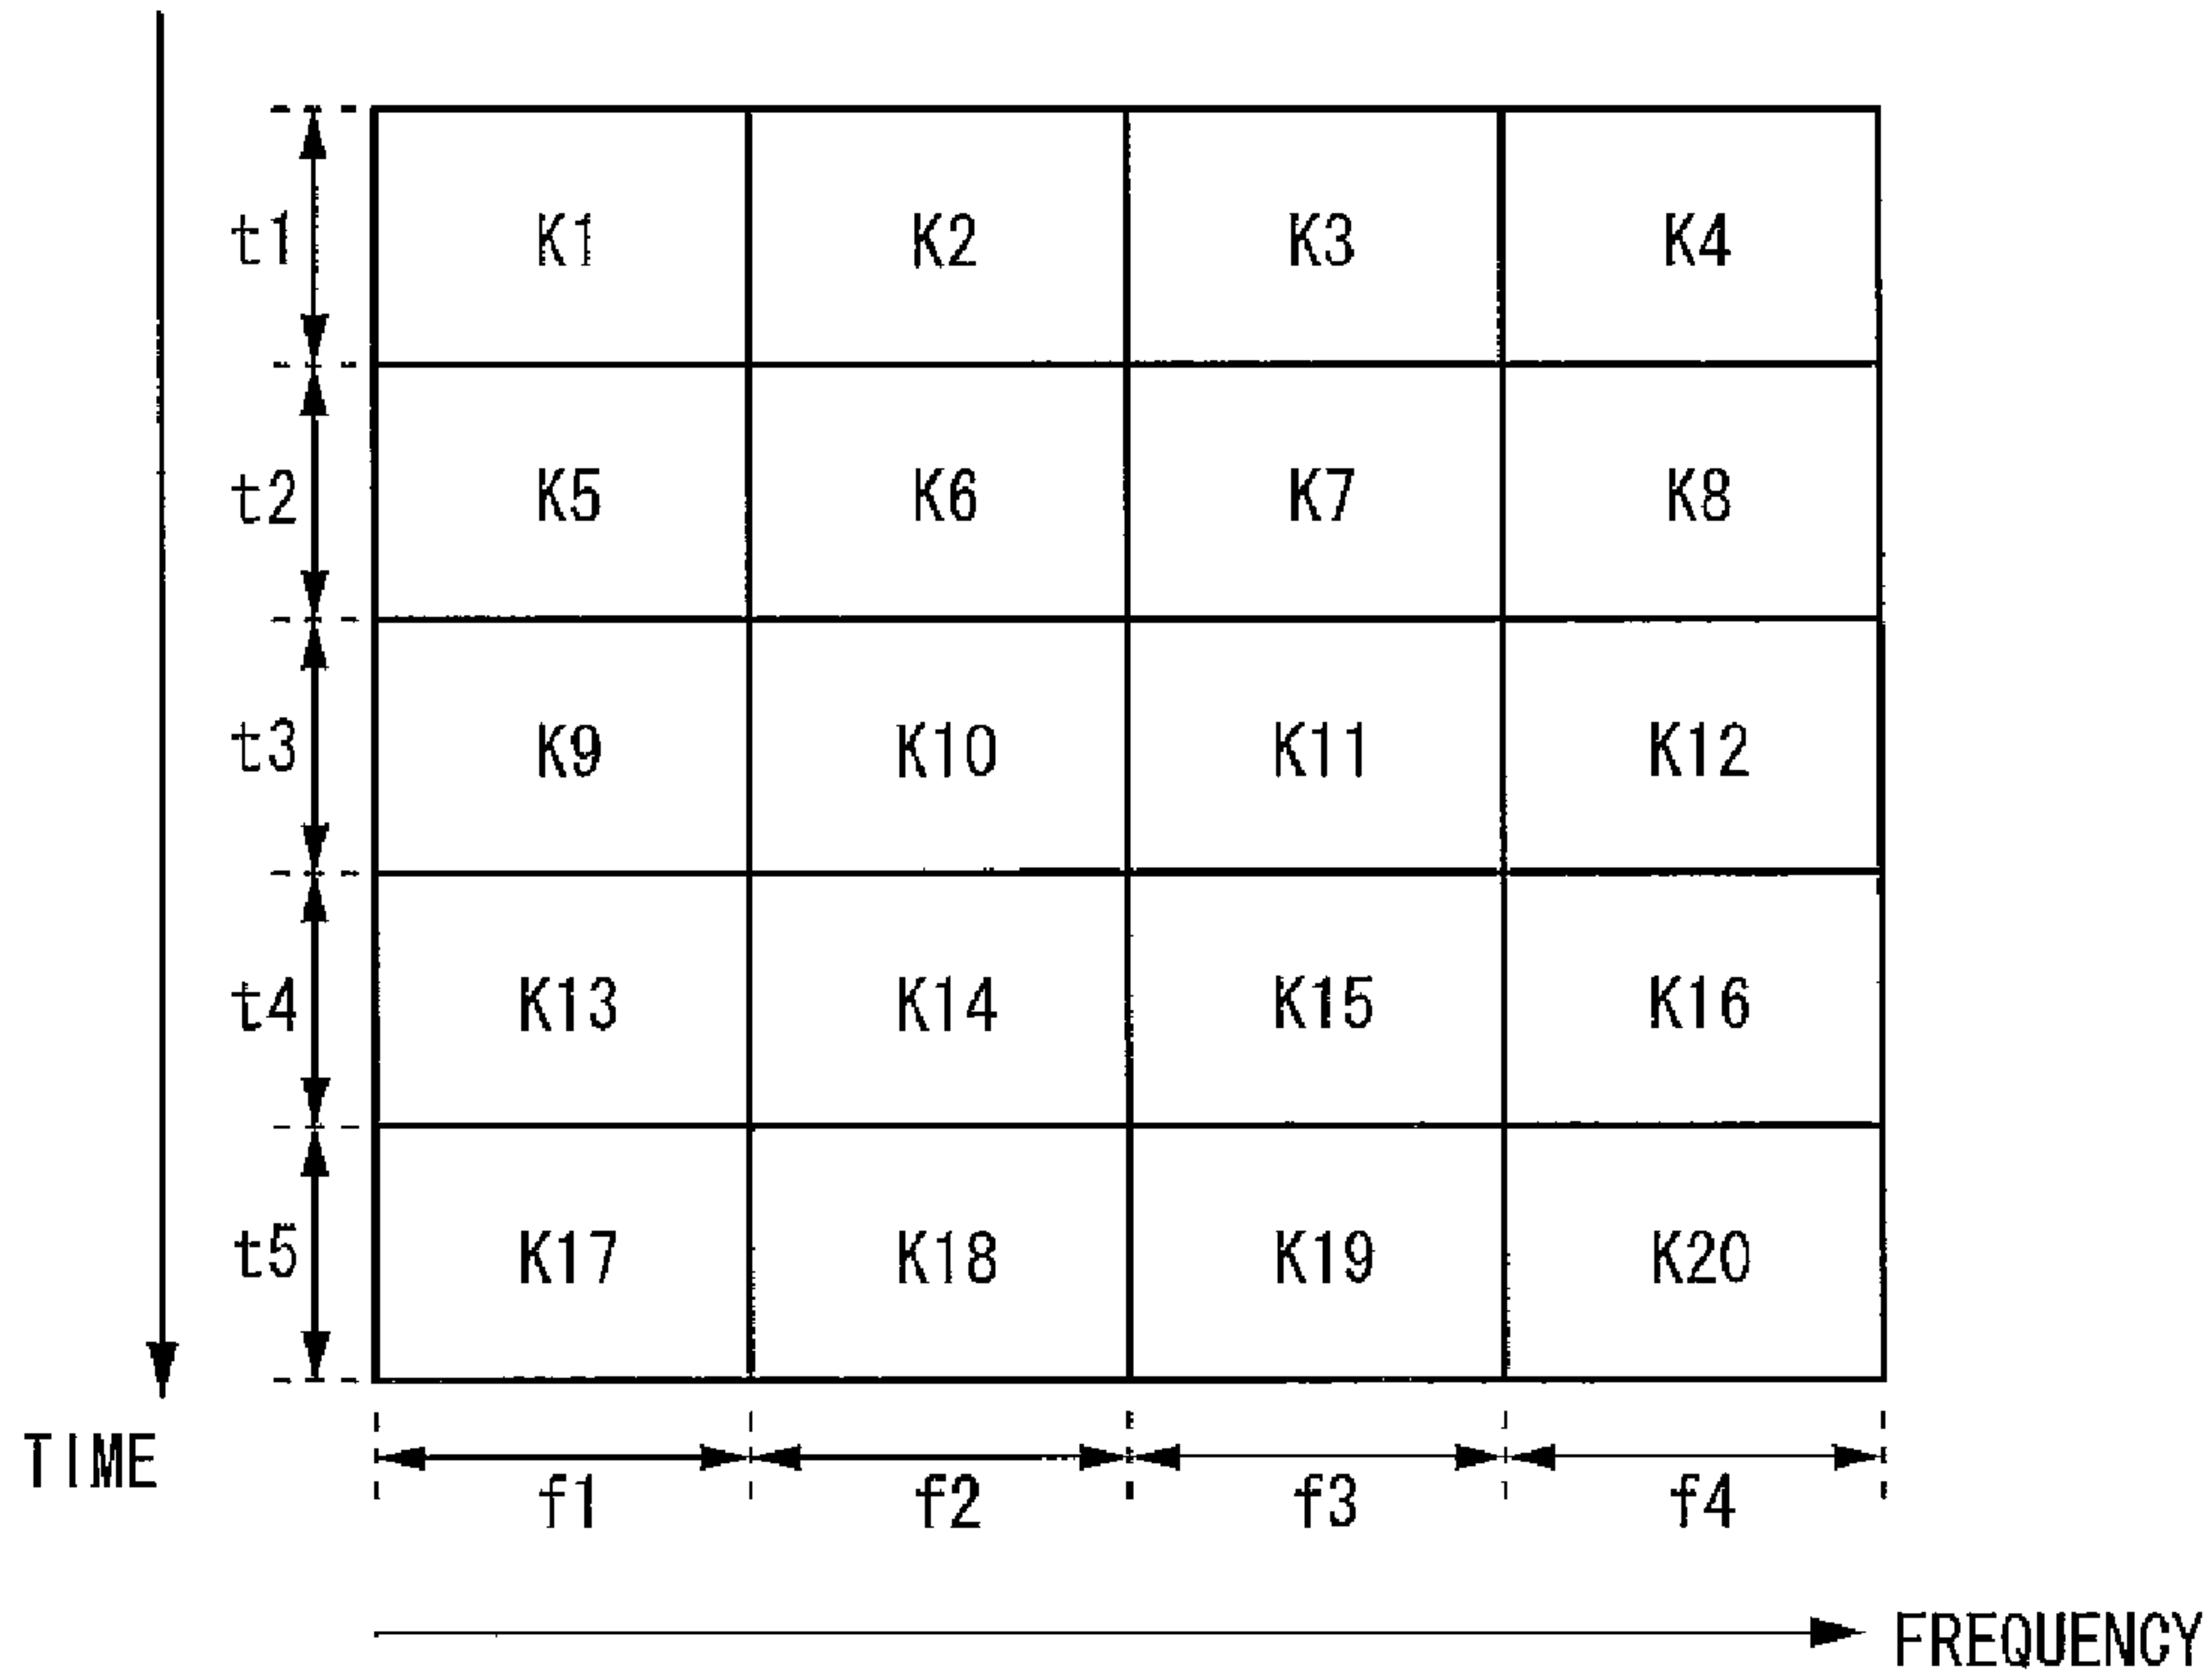 t1 K1 K2 K3 K4
t2 K5 K6 K7 K8
t3 K9 K10 K11 K12
t4 K13 K14 K15 K16
t5 K17 K18 K19 K20
TIME
f1 f2 f3 f4
FREQUENCY